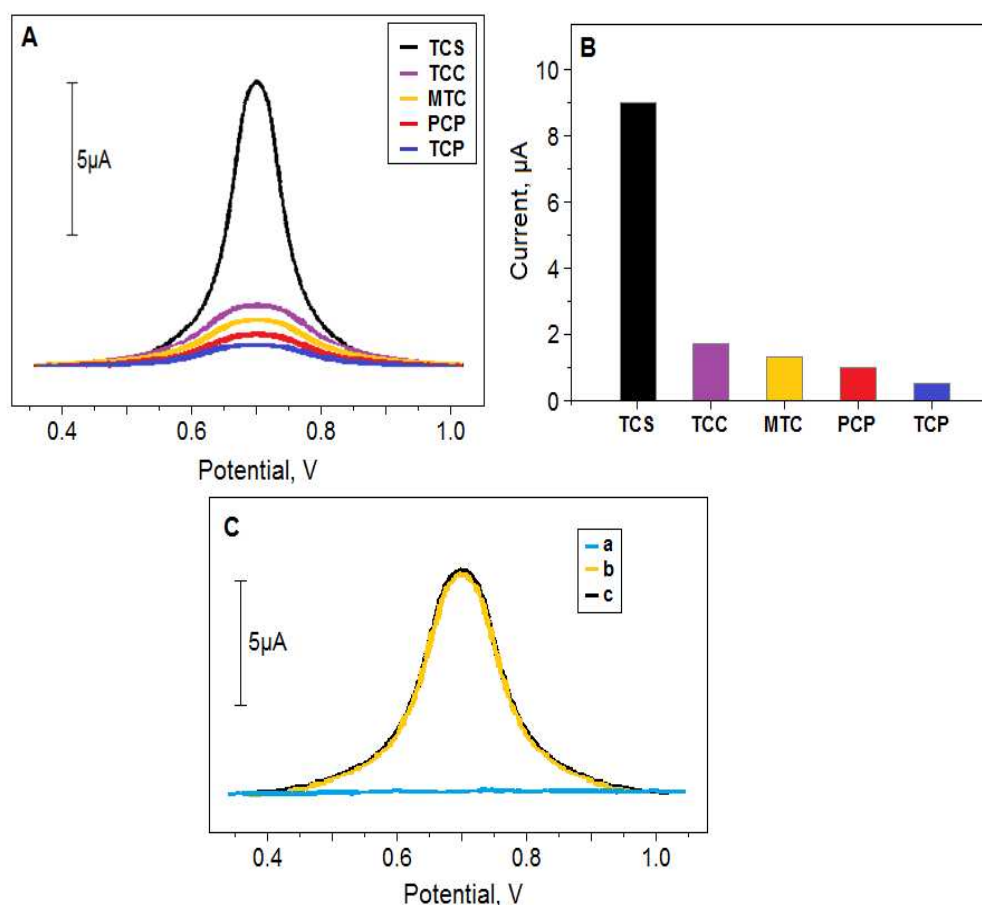 A
TCS
TCC
MTC
PCP
TCP
5µA
0.4 0.6 0.8 1.0
Potential, V
B
10
8
6
4
2
0
Current, µA
TCS TCC MTC PCP TCP
C
a
b
c
5µA
0.4 0.6 0.8 1.0
Potential, V